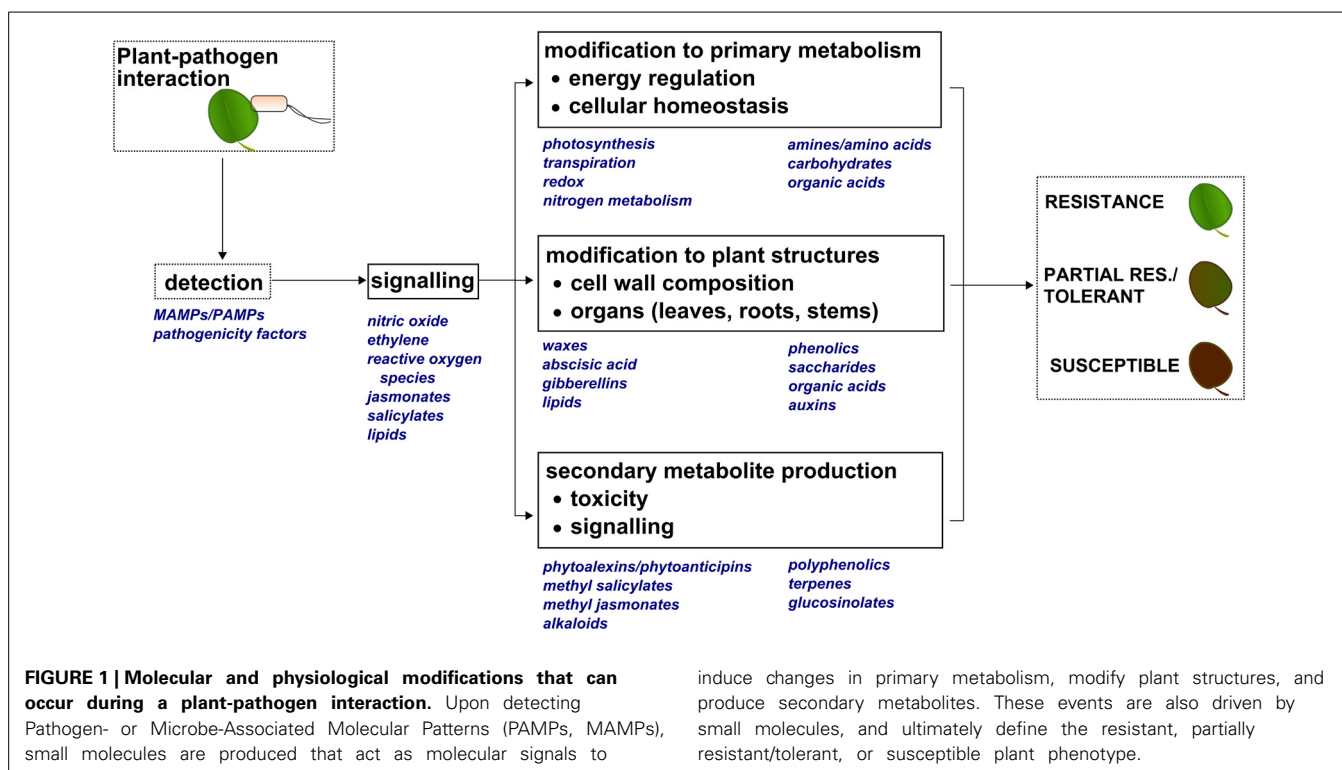 Plant-pathogen
interaction
detection
MAMPs/PAMPs
pathogenicity factors
signalling
nitric oxide
ethylene
reactive oxygen
species
jasmonates
salicylates
lipids
modification to primary metabolism
• energy regulation
• cellular homeostasis
photosynthesis
transpiration
redox
nitrogen metabolism
amines/amino acids
carbohydrates
organic acids
modification to plant structures
• cell wall composition
• organs (leaves, roots, stems)
waxes
abscisic acid
gibberellins
lipids
phenolics
saccharides
organic acids
auxins
secondary metabolite production
• toxicity
• signalling
phytoalexins/phytoanticipins
methyl salicylates
methyl jasmonates
alkaloids
polyphenolics
terpenes
glucosinolates
RESISTANCE
PARTIAL RES./
TOLERANT
SUSCEPTIBLE
FIGURE 1 | Molecular and physiological modifications that can
occur during a plant-pathogen interaction. Upon detecting
Pathogen- or Microbe-Associated Molecular Patterns (PAMPs, MAMPs),
small molecules are produced that act as molecular signals to
induce changes in primary metabolism, modify plant structures, and
produce secondary metabolites. These events are also driven by
small molecules, and ultimately define the resistant, partially
resistant/tolerant, or susceptible plant phenotype.